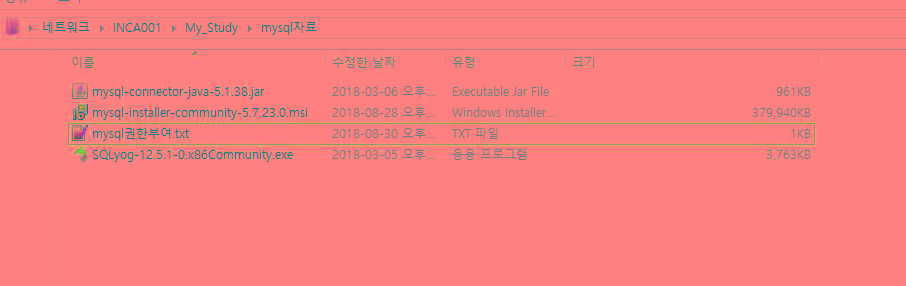 네트워크 > INCA001 > My_Study > mysql자료
이름 수정한 날짜 유형 크기
mysql-connector-java-5.1.38.jar 2018-03-06 오후... Executable Jar File 961KB
mysql-installer-community-5.7.23.0.msi 2018-08-28 오후... Windows Installer... 379,940KB
mysql권한부여.txt 2018-08-30 오후... TXT 파일 1KB
SQLyog-12.5.1-0.x86Community.exe 2018-03-05 오후... 응용 프로그램 3,763KB